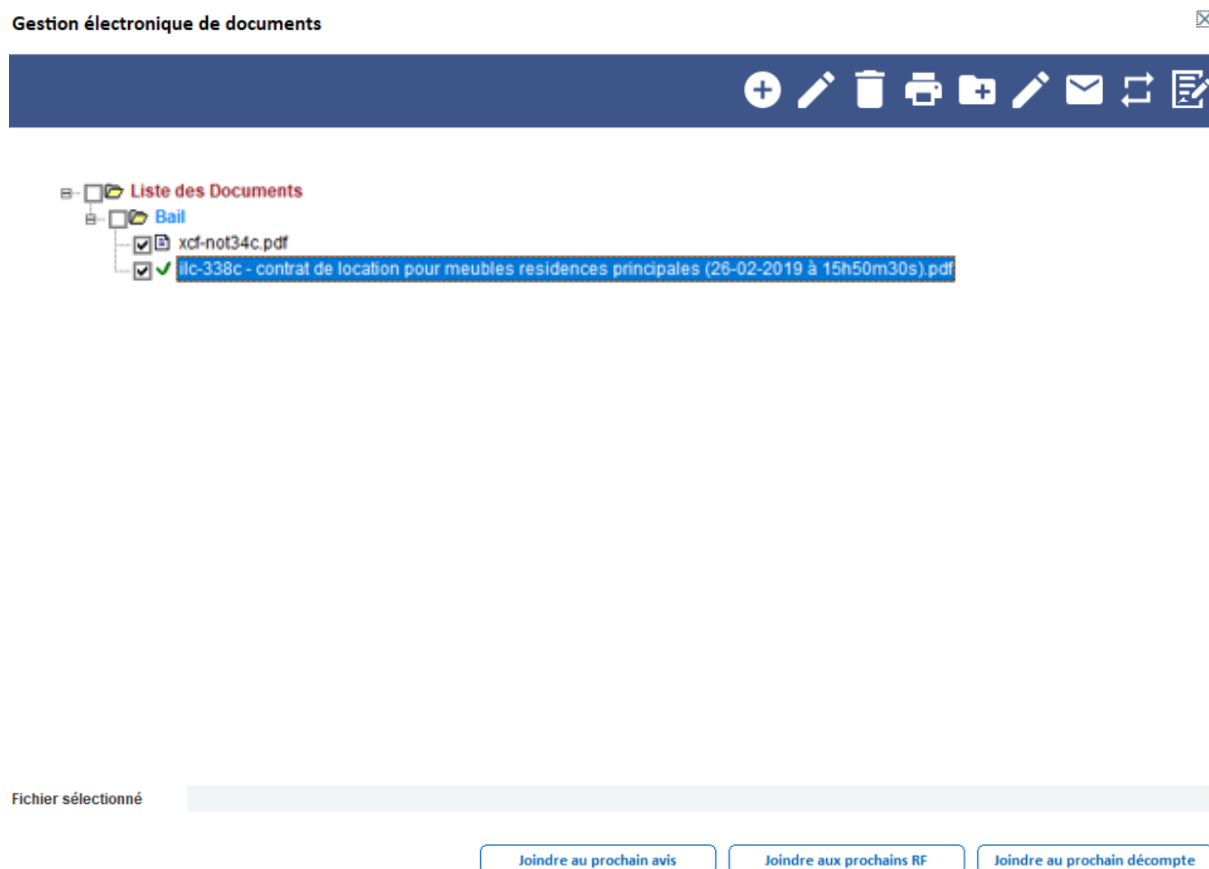 Gestion électronique de documents
Liste des Documents
Bail
xcf-not34c.pdf
ilc-338c - contrat de location pour meubles residences principales (26-02-2019 à 15h50m30s).pdf
Fichier sélectionné
Joindre au prochain avis
Joindre aux prochains RF
Joindre au prochain décompte